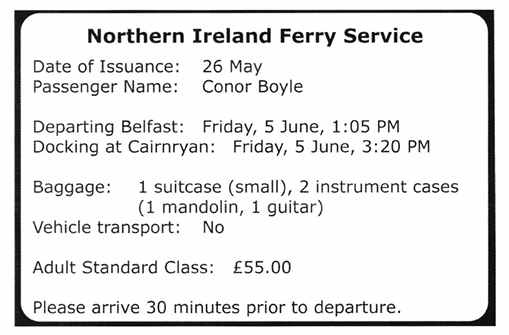 Northern Ireland Ferry Service
Date of Issuance: 26 May
Passenger Name: Conor Boyle
Departing Belfast: Friday, 5 June, 1:05 PM
Docking at Cairnryan: Friday, 5 June, 3:20 PM
Baggage: 1 suitcase (small), 2 instrument cases
(1 mandolin, 1 guitar)
Vehicle transport: No
Adult Standard Class: £55.00
Please arrive 30 minutes prior to departure.